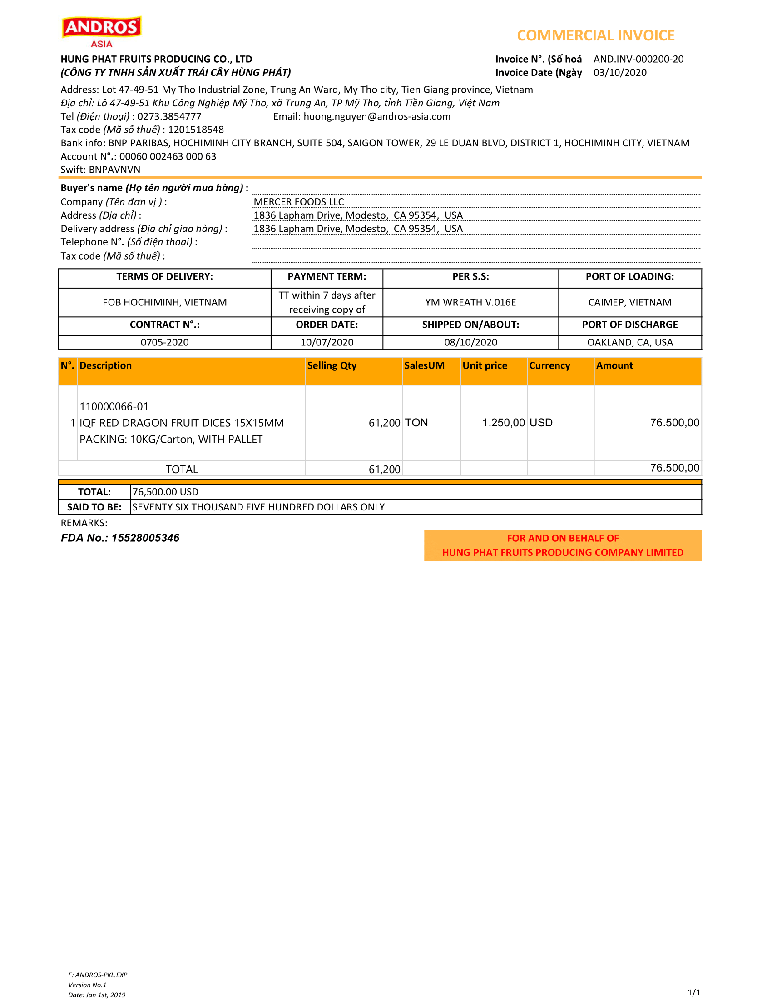 ANDROS
ASIA
COMMERCIAL INVOICE
HUNG PHAT FRUITS PRODUCING CO., LTD
Invoice N°. (Số hoá AND.INV-000200-20
(CÔNG TY TNHH SẢN XUẤT TRÁI CÂY HÙNG PHÁT)
Invoice Date (Ngày 03/10/2020
Address: Lot 47-49-51 My Tho Industrial Zone, Trung An Ward, My Tho city, Tien Giang province, Vietnam
Địa chỉ: Lô 47-49-51 Khu Công Nghiệp Mỹ Tho, xã Trung An, TP Mỹ Tho, tỉnh Tiền Giang, Việt Nam
Tel (Điện thoại) : 0273.3854777 Email: huong.nguyen@andros-asia.com
Tax code (Mã số thuế) : 1201518548
Bank info: BNP PARIBAS, HOCHIMINH CITY BRANCH, SUITE 504, SAIGON TOWER, 29 LE DUAN BLVD, DISTRICT 1, HOCHIMINH CITY, VIETNAM
Account N°.: 00060 002463 000 63
Swift: BNPAVNVN
Buyer's name (Họ tên người mua hàng) :
Company (Tên đơn vị ) : MERCER FOODS LLC
Address (Địa chỉ) : 1836 Lapham Drive, Modesto, CA 95354, USA
Delivery address (Địa chỉ giao hàng) : 1836 Lapham Drive, Modesto, CA 95354, USA
Telephone N°. (Số điện thoại) :
Tax code (Mã số thuế) :
TERMS OF DELIVERY: PAYMENT TERM: PER S.S: PORT OF LOADING:
FOB HOCHIMINH, VIETNAM TT within 7 days after receiving copy of YM WREATH V.016E CAIMEP, VIETNAM
CONTRACT N°.: ORDER DATE: SHIPPED ON/ABOUT: PORT OF DISCHARGE
0705-2020 10/07/2020 08/10/2020 OAKLAND, CA, USA
N°. Description Selling Qty SalesUM Unit price Currency Amount
110000066-01
1 IQF RED DRAGON FRUIT DICES 15X15MM 61,200 TON 1.250,00 USD 76.500,00
PACKING: 10KG/Carton, WITH PALLET
TOTAL 61,200 76.500,00
TOTAL: 76,500.00 USD
SAID TO BE: SEVENTY SIX THOUSAND FIVE HUNDRED DOLLARS ONLY
REMARKS:
FDA No.: 15528005346
FOR AND ON BEHALF OF
HUNG PHAT FRUITS PRODUCING COMPANY LIMITED
F: ANDROS-PKL.EXP
Version No.1
Date: Jan 1st, 2019
1/1